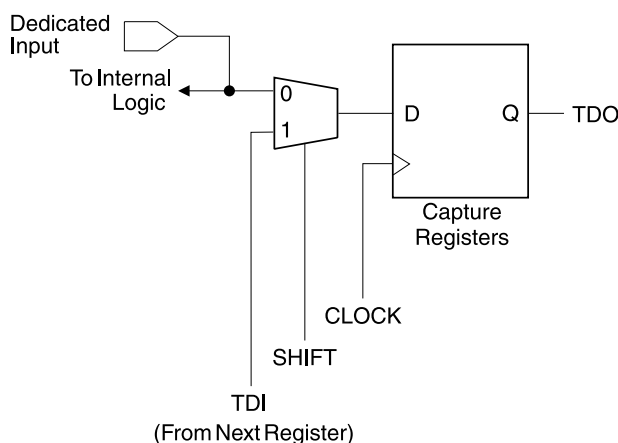 Dedicated
Input
To Internal
Logic
0
1
D
Q
TDO
Capture
Registers
CLOCK
SHIFT
TDI
(From Next Register)